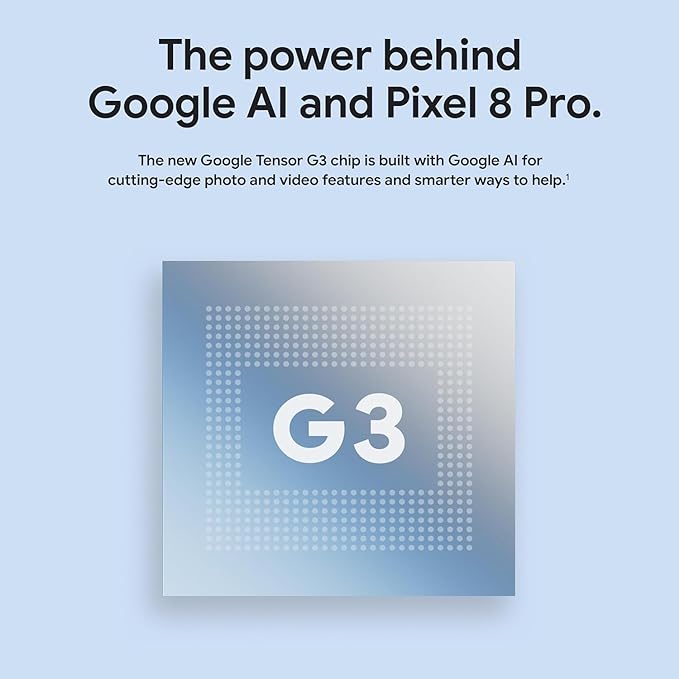 The power behind
Google AI and Pixel 8 Pro.
The new Google Tensor G3 chip is built with Google AI for
cutting-edge photo and video features and smarter ways to help.¹
G3